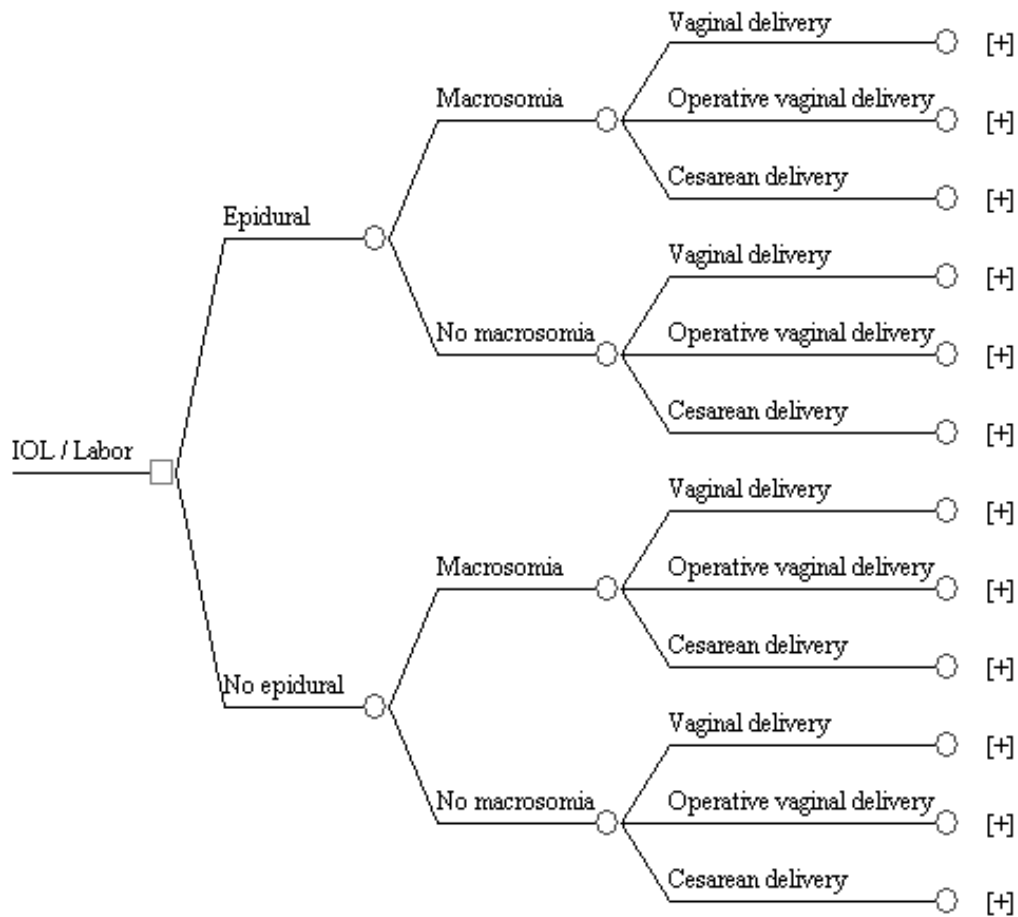 Vaginal delivery
[+]
Macrosomia
Operative vaginal delivery
[+]
Cesarean delivery
[+]
Epidural
Vaginal delivery
[+]
No macrosomia
Operative vaginal delivery
[+]
Cesarean delivery
[+]
IOL / Labor
Vaginal delivery
[+]
Macrosomia
Operative vaginal delivery
[+]
Cesarean delivery
[+]
No epidural
Vaginal delivery
[+]
No macrosomia
Operative vaginal delivery
[+]
Cesarean delivery
[+]